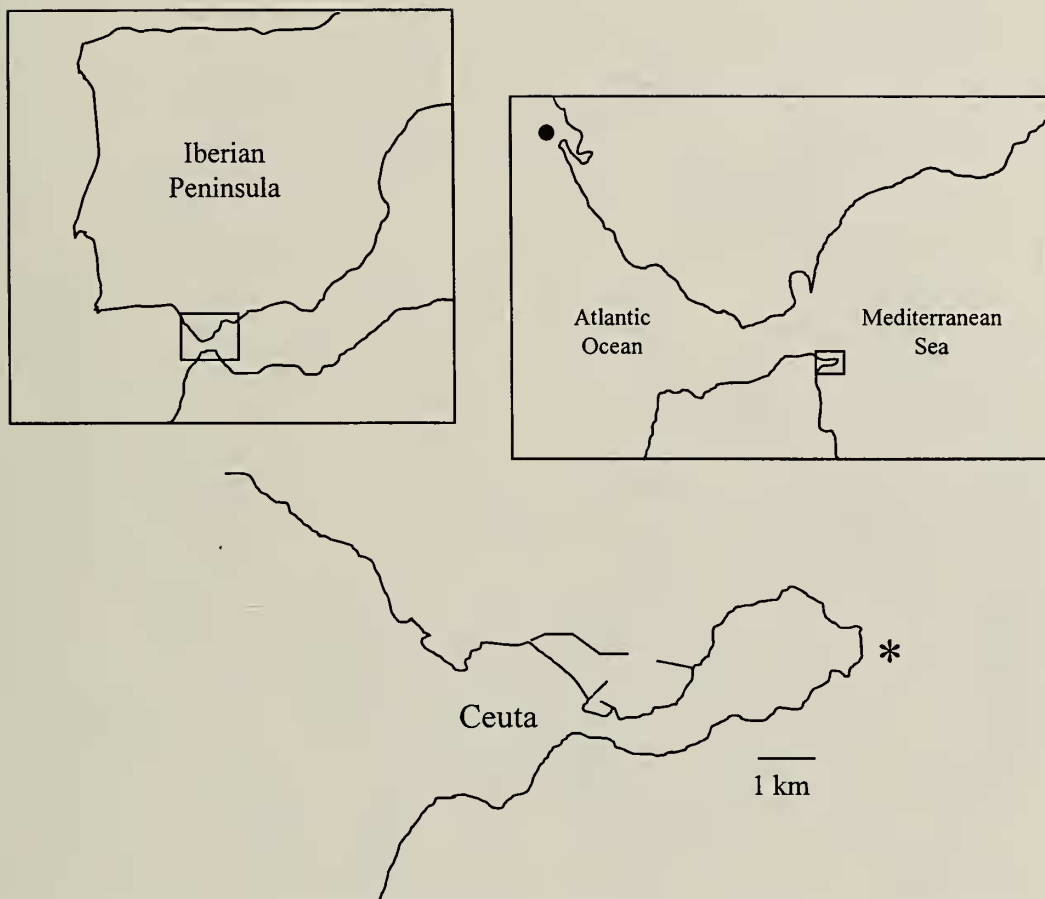 Iberian
Peninsula
Atlantic
Ocean
Mediterranean
Sea
Ceuta
*
1 km